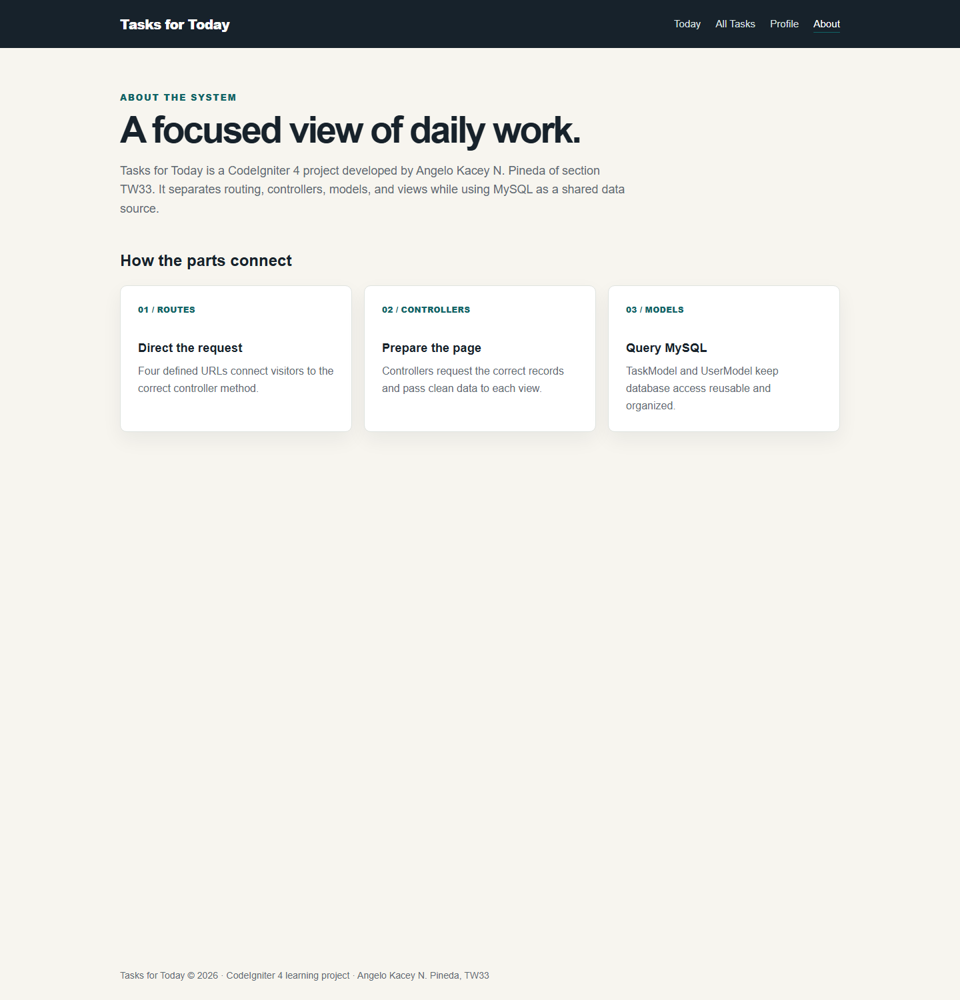 Tasks for Today
Today
All Tasks
Profile
About
ABOUT THE SYSTEM
A focused view of daily work.
Tasks for Today is a CodeIgniter 4 project developed by Angelo Kacey N. Pineda of section
TW33. It separates routing, controllers, models, and views while using MySQL as a shared data
source.
How the parts connect
01 / ROUTES
Direct the request
Four defined URLs connect visitors to the
correct controller method.
02 / CONTROLLERS
Prepare the page
Controllers request the correct records
and pass clean data to each view.
03 / MODELS
Query MySQL
TaskModel and UserModel keep
database access reusable and
organized.
Tasks for Today © 2026 · CodeIgniter 4 learning project · Angelo Kacey N. Pineda, TW33